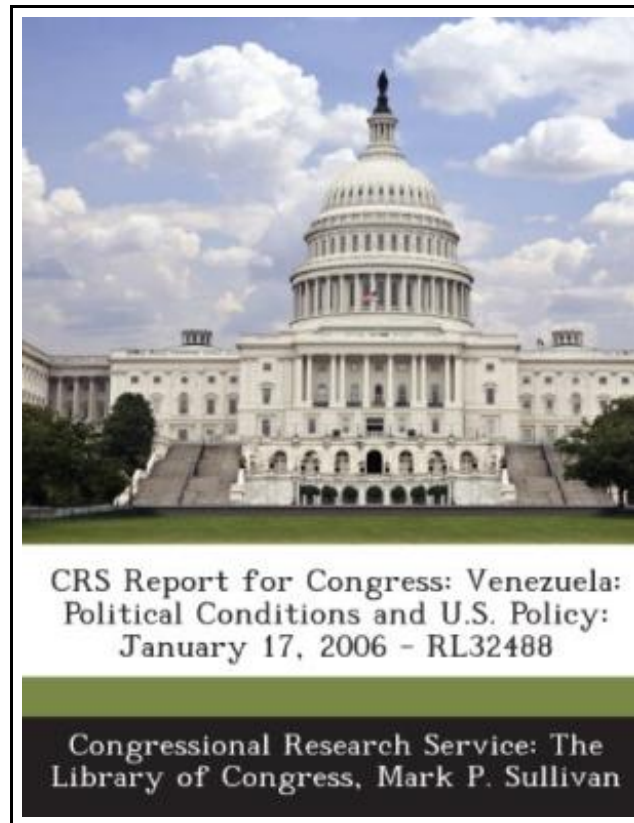 CRS Report for Congress: Venezuela:
Political Conditions and U.S. Policy:
January 17, 2006 - RL32488
Congressional Research Service: The
Library of Congress, Mark P. Sullivan